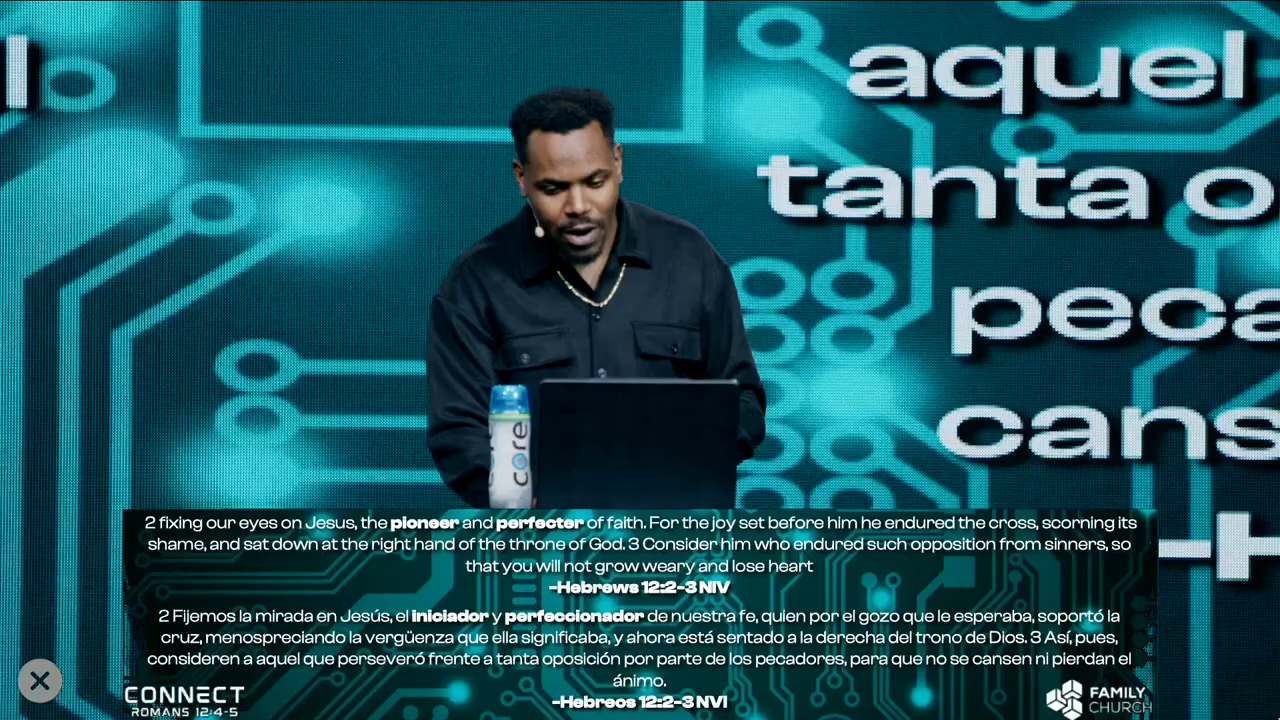 l
aquel
tanta o
peca
cans
–H
core
2 fixing our eyes on Jesus, the pioneer and perfecter of faith. For the joy set before him he endured the cross, scorning its
shame, and sat down at the right hand of the throne of God. 3 Consider him who endured such opposition from sinners, so
that you will not grow weary and lose heart
-Hebrews 12:2-3 NIV
2 Fijemos la mirada en Jesús, el iniciador y perfeccionador de nuestra fe, quien por el gozo que le esperaba, soportó la
cruz, menospreciando la vergüenza que ella significaba, y ahora está sentado a la derecha del trono de Dios. 3 Así, pues,
consideren a aquel que perseveró frente a tanta oposición por parte de los pecadores, para que no se cansen ni pierdan el
ánimo.
-Hebreos 12:2-3 NVI
CONNECT
ROMANS 12:4-5
FAMILY
CHURCH